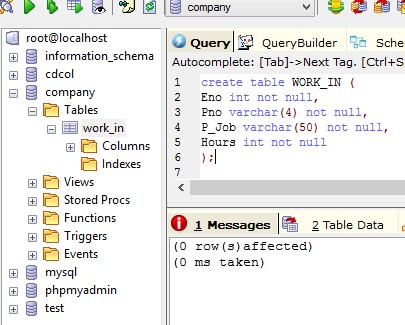 company
root@localhost
information_schema
cdcol
company
Tables
work_in
Columns
Indexes
Views
Stored Procs
Functions
Triggers
Events
mysql
phpmyadmin
test
Query
QueryBuilder
Sche
Autocomplete: [Tab]->Next Tag. [Ctrl+S
1 create table WORK_IN (
2 Eno int not null,
3 Pno varchar(4) not null,
4 P_Job varchar(50) not null,
5 Hours int not null
6 );
7
1 Messages
2 Table Data
(0 row(s)affected)
(0 ms taken)